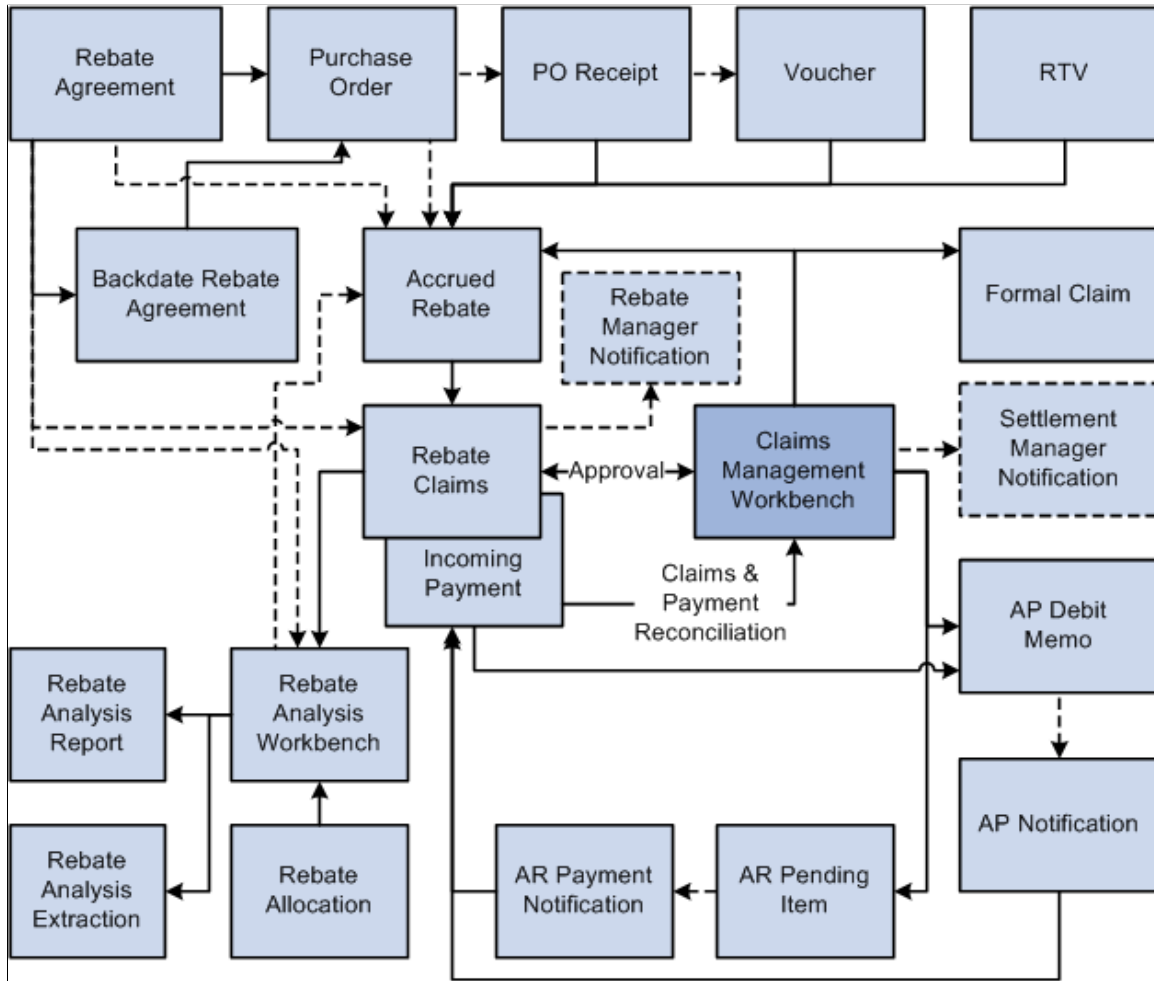 Rebate
Agreement
Purchase
Order
PO Receipt
Voucher
RTV
Backdate Rebate
Agreement
Accrued
Rebate
Rebate
Manager
Notification
Formal Claim
Rebate
Claims
Approval
Claims
Management
Workbench
Settlement
Manager
Notification
Incoming
Payment
Claims &
Payment
Reconciliation
AP Debit
Memo
Rebate
Analysis
Report
Rebate
Analysis
Workbench
AP Notification
Rebate
Analysis
Extraction
Rebate
Allocation
AR Payment
Notification
AR Pending
Item